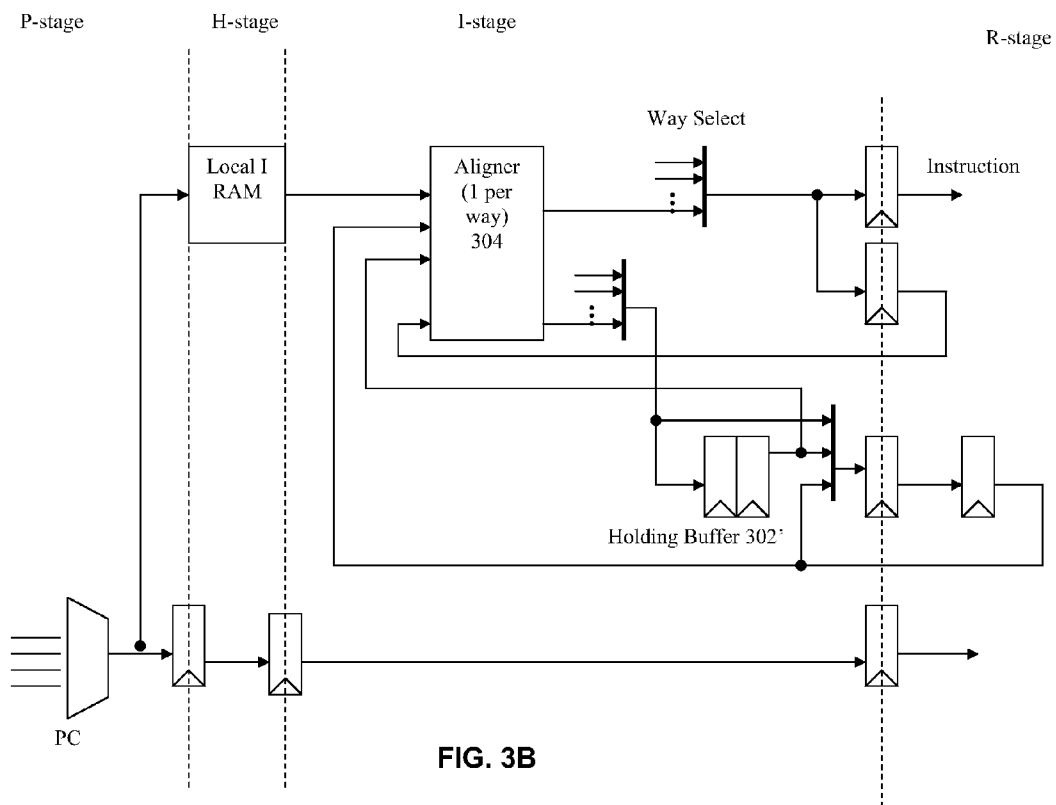 P-stage
H-stage
1-stage
R-stage
Way Select
Local I
RAM
Aligner
(1 per
way)
304
Instruction
Holding Buffer 302’
PC
FIG. 3B